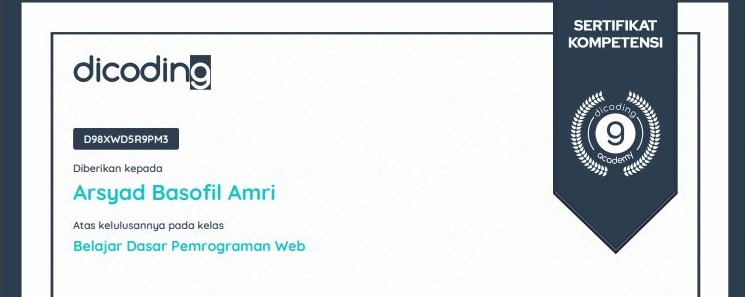 SERTIFIKAT
KOMPETENSI
dicoding
D98XWD5R9PM3
Diberikan kepada
Arsyad Basofil Amri
Atas kelulusannya pada kelas
Belajar Dasar Pemrograman Web
dicoding
9
academy